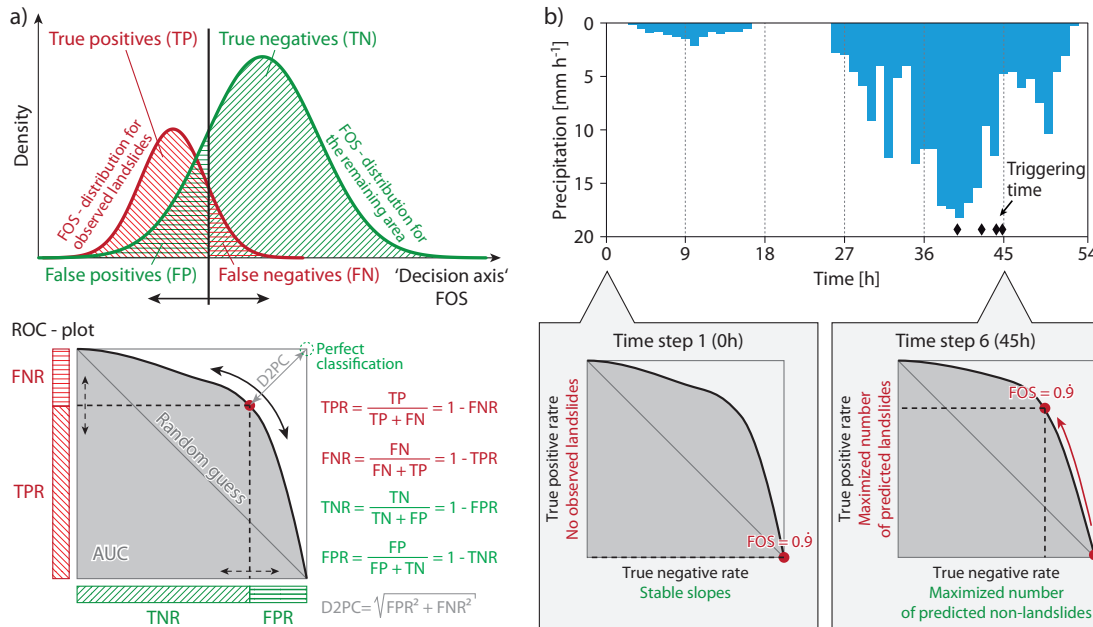 a)
True positives (TP)
True negatives (TN)
Density
FOS - distribution for
observed landslides
FOS - distribution for
the remaining area
False positives (FP)
False negatives (FN)
'Decision axis'
FOS
ROC - plot
FNR
TPR
D2PC
Perfect
classification
Random guess
AUC
TNR
FPR
TPR = TP / TP + FN = 1 - FNR
FNR = FN / FN + TP = 1 - TPR
TNR = TN / TN + FP = 1 - FPR
FPR = FP / FP + TN = 1 - TNR
D2PC= √FPR² + FNR²
b)
Precipitation [mm h⁻¹]
0
5
10
15
20
Triggering
time
0 9 18 27 36 45 54
Time [h]
Time step 1 (0h)
True positive ratre
No observed landslides
FOS = 0.9̇
True negative rate
Stable slopes
Time step 6 (45h)
True positive ratre
Maximized number
of predicted landslides
FOS = 0.9̇
True negative rate
Maximized number
of predicted non-landslides